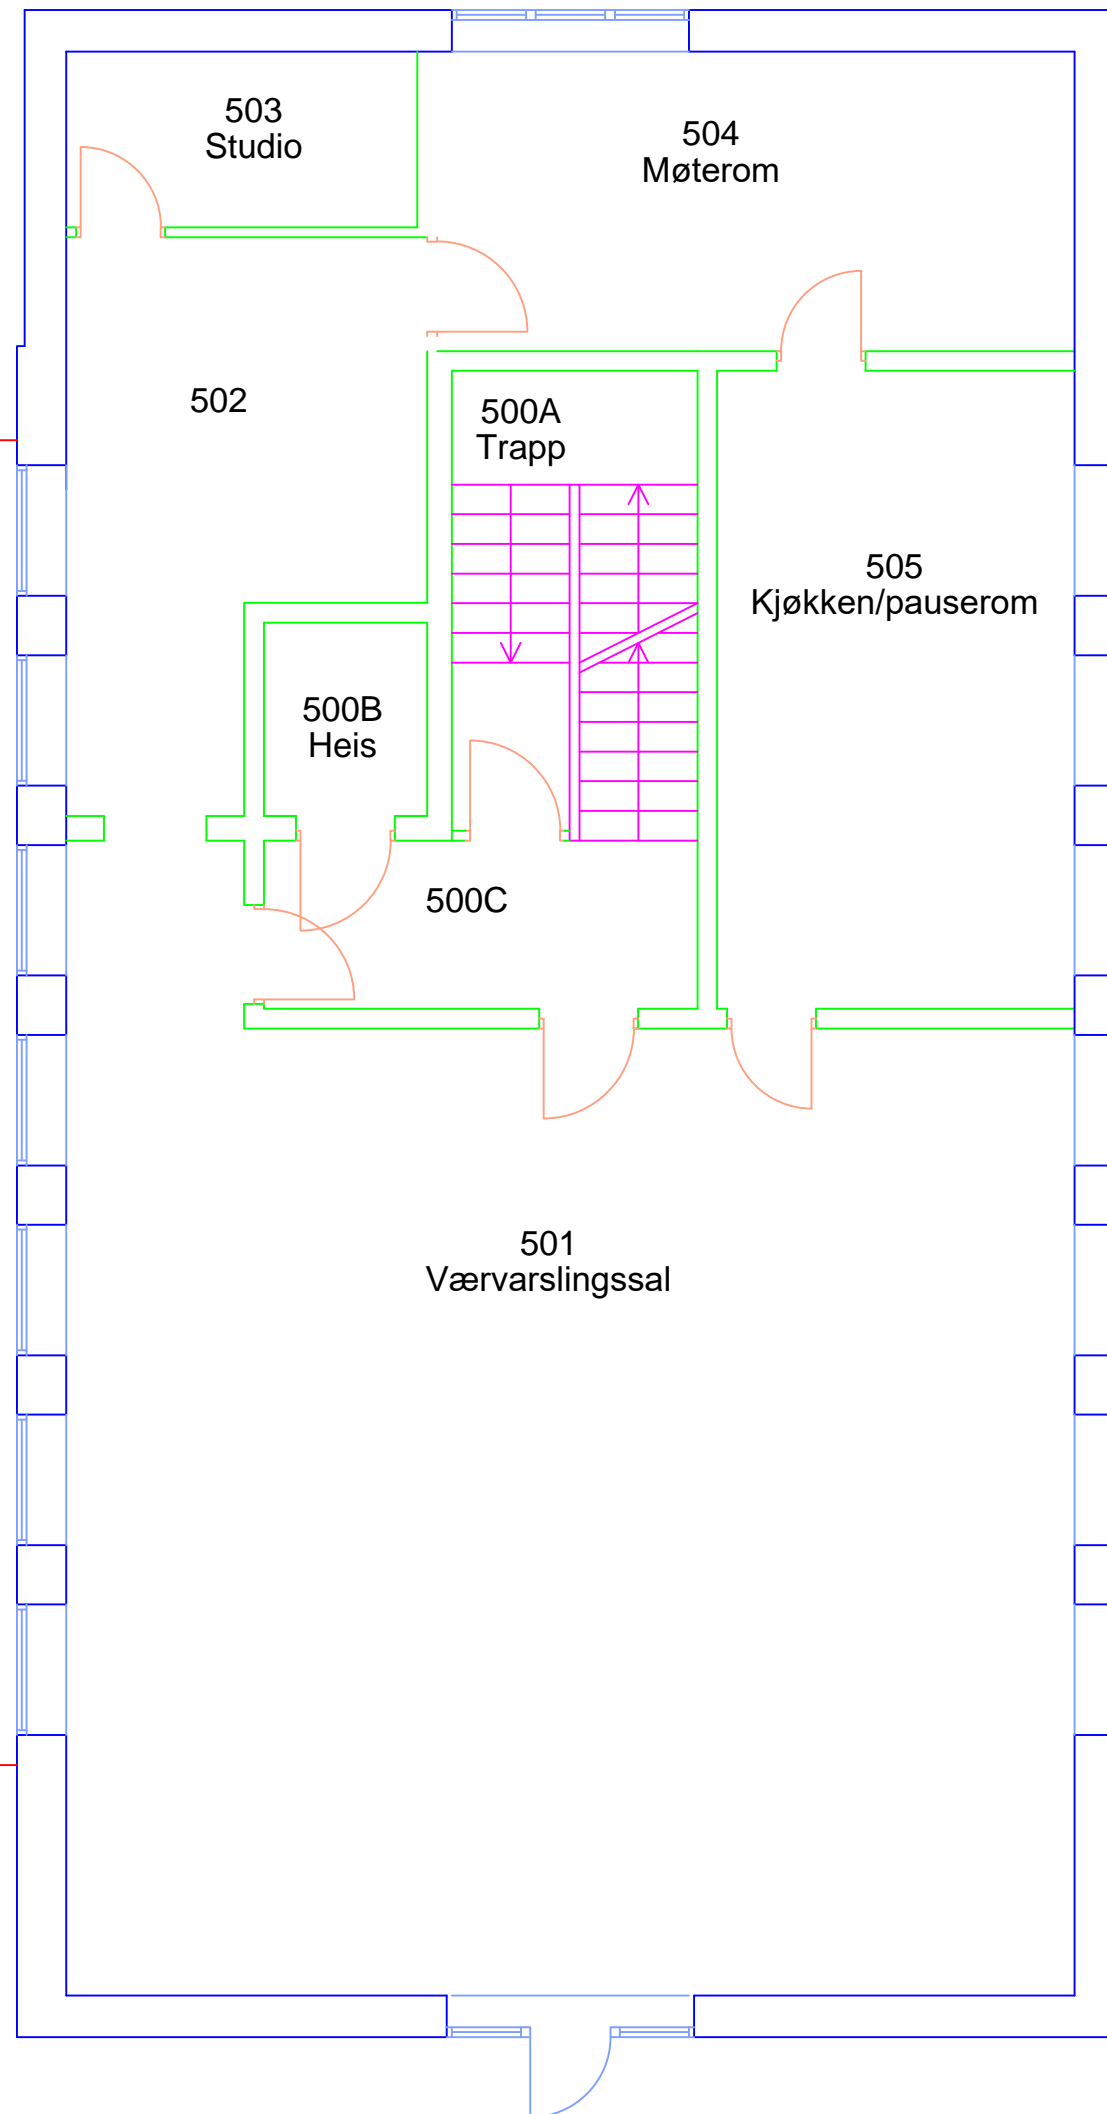 503
Studio
504
Møterom
502
500A
Trapp
505
Kjøkken/pauserom
500B
Heis
500C
501
Værvarslingssal